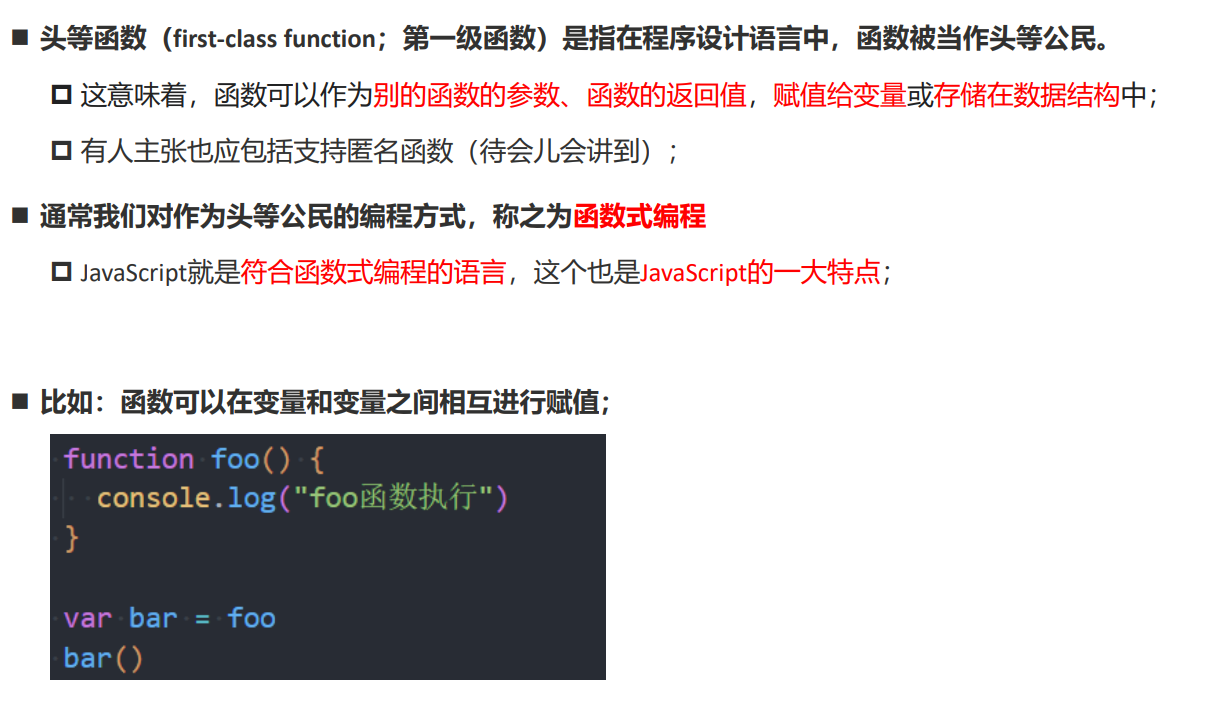 ■ 头等函数（first-class function；第一级函数）是指在程序设计语言中，函数被当作头等公民。
这意味着，函数可以作为别的函数的参数、函数的返回值，赋值给变量或存储在数据结构中；
有人主张也应包括支持匿名函数（待会儿会讲到）；
■ 通常我们对作为头等公民的编程方式，称之为函数式编程
JavaScript就是符合函数式编程的语言，这个也是JavaScript的一大特点；
■ 比如：函数可以在变量和变量之间相互进行赋值；
function foo() {
  console.log("foo函数执行")
}
var bar = foo
bar()